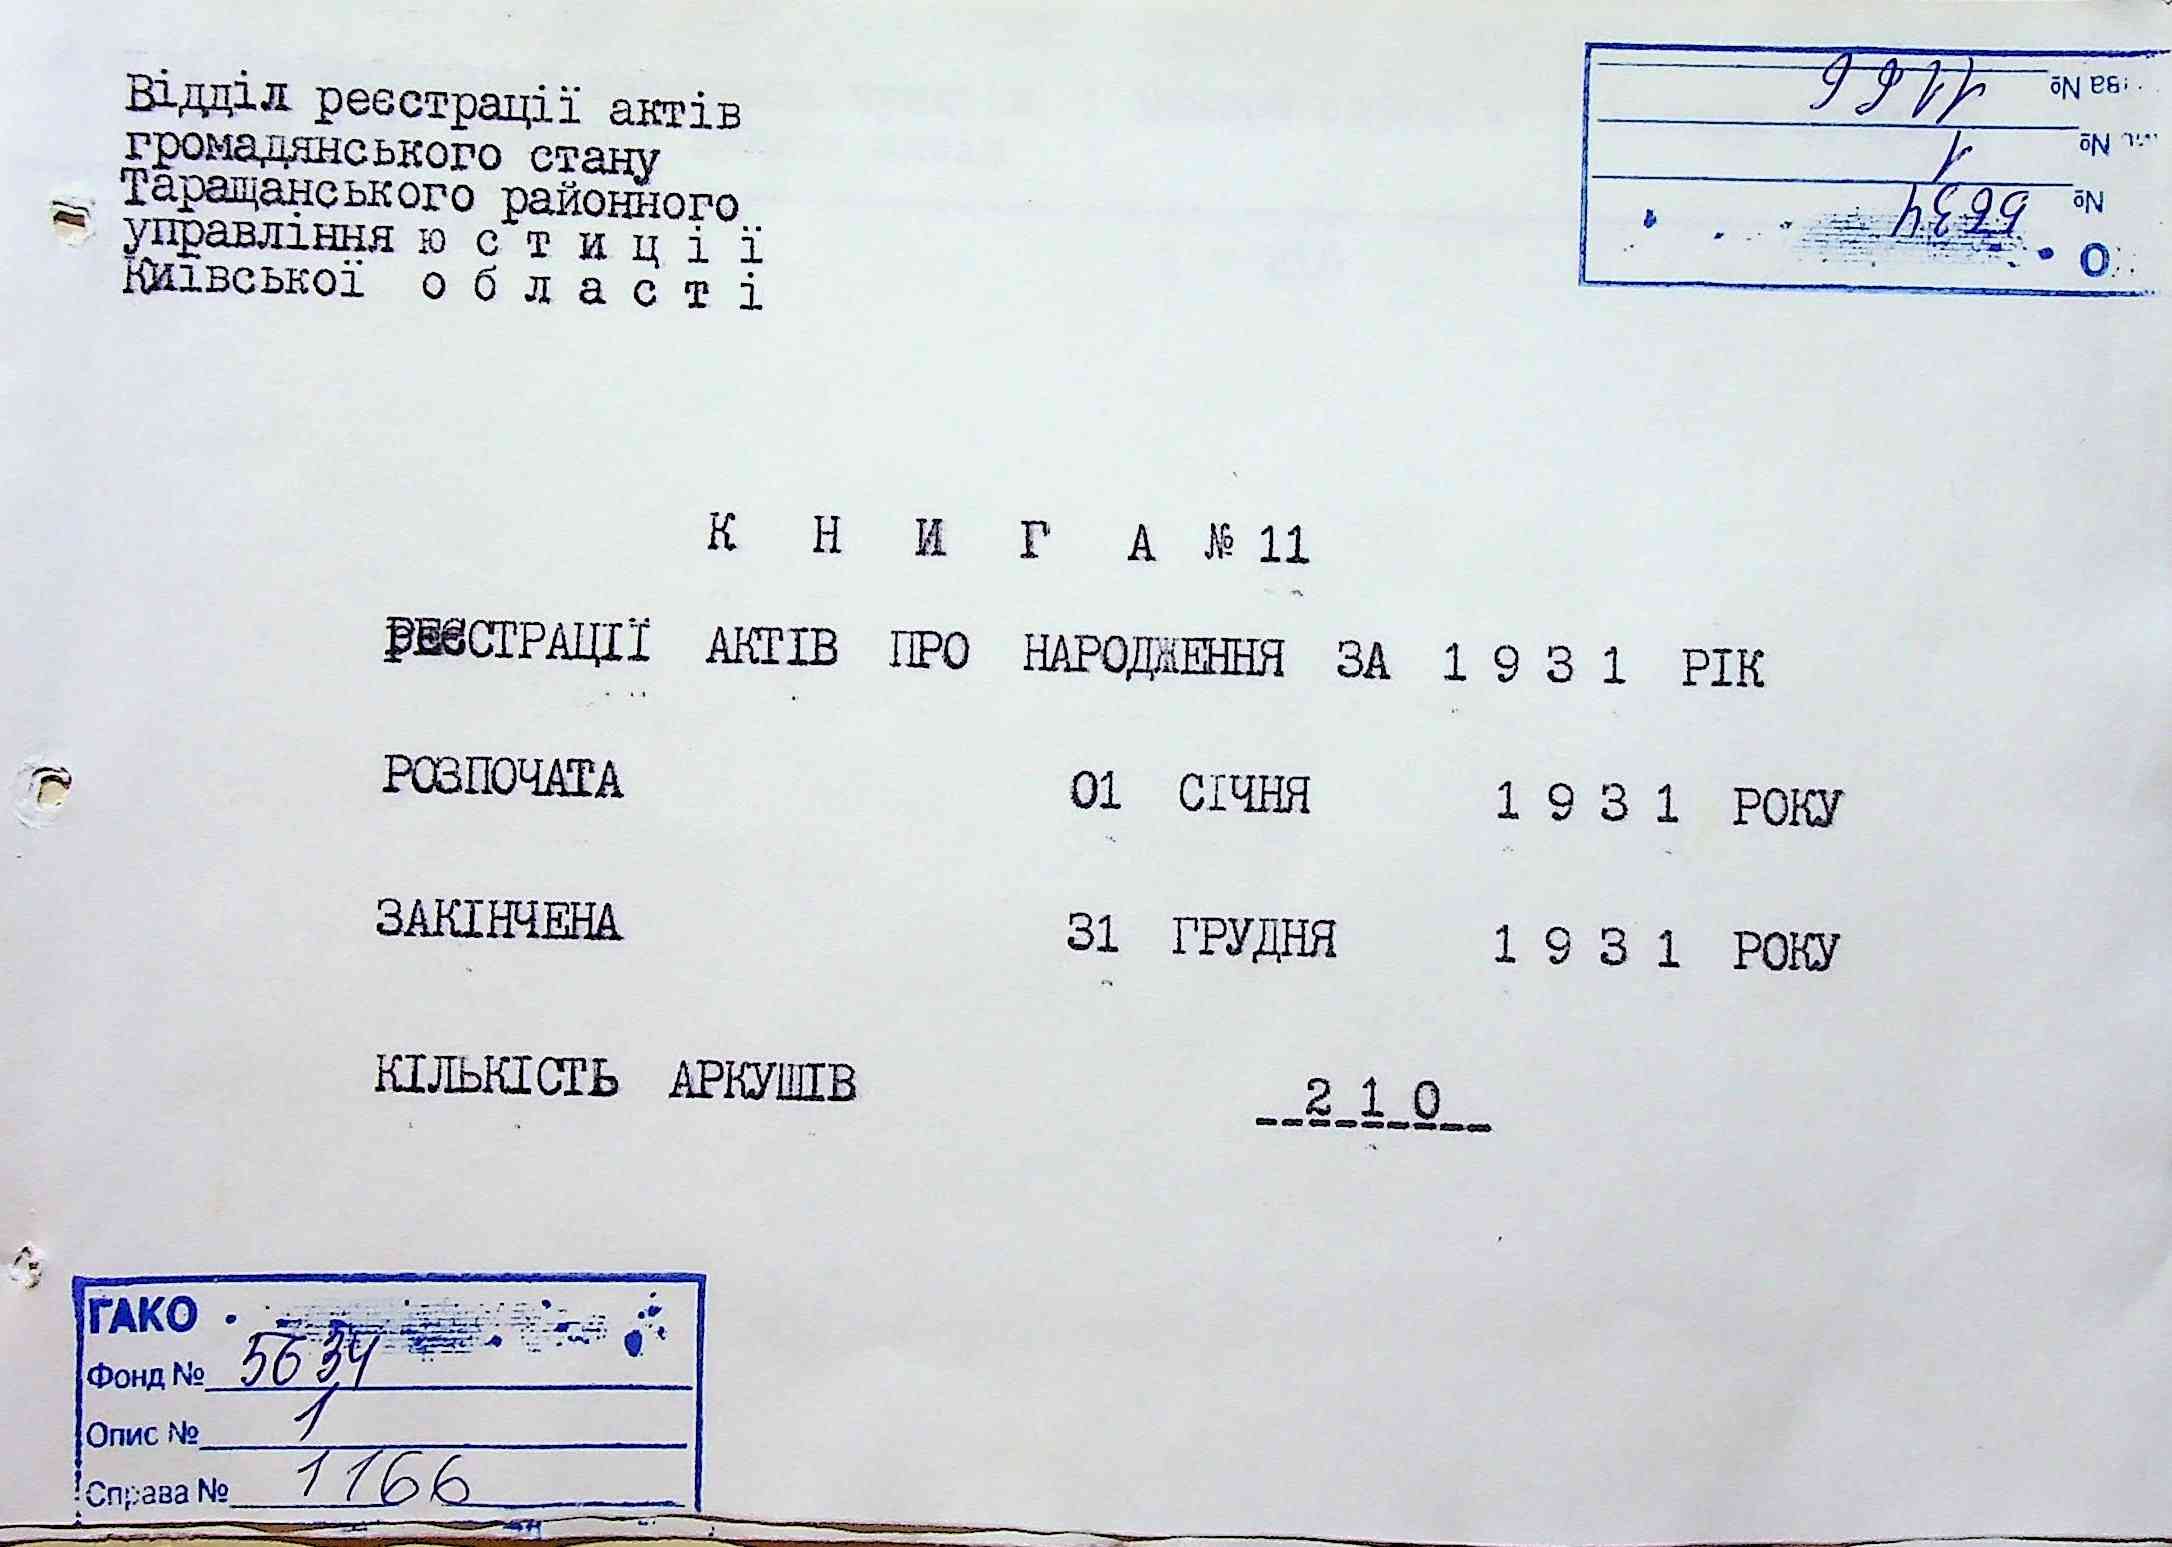 Відділ реєстрації актів
громадянського стану
Таращанського районного
управління ю с т и ц і ї
Київської о б л а с т і
К Н И Г А № 11
РЕЄСТРАЦІЇ АКТІВ ПРО НАРОДЖЕННЯ ЗА 1 9 3 1 РІК
РОЗПОЧАТА 01 СІЧНЯ 1 9 3 1 РОКУ
ЗАКІНЧЕНА 31 ГРУДНЯ 1 9 3 1 РОКУ
КІЛЬКІСТЬ АРКУШІВ 2 1 0
ГАКО
Фонд № 5634
Опис № 1
Справа № 1166
О
№ 5634
№ 1
ва № 1166